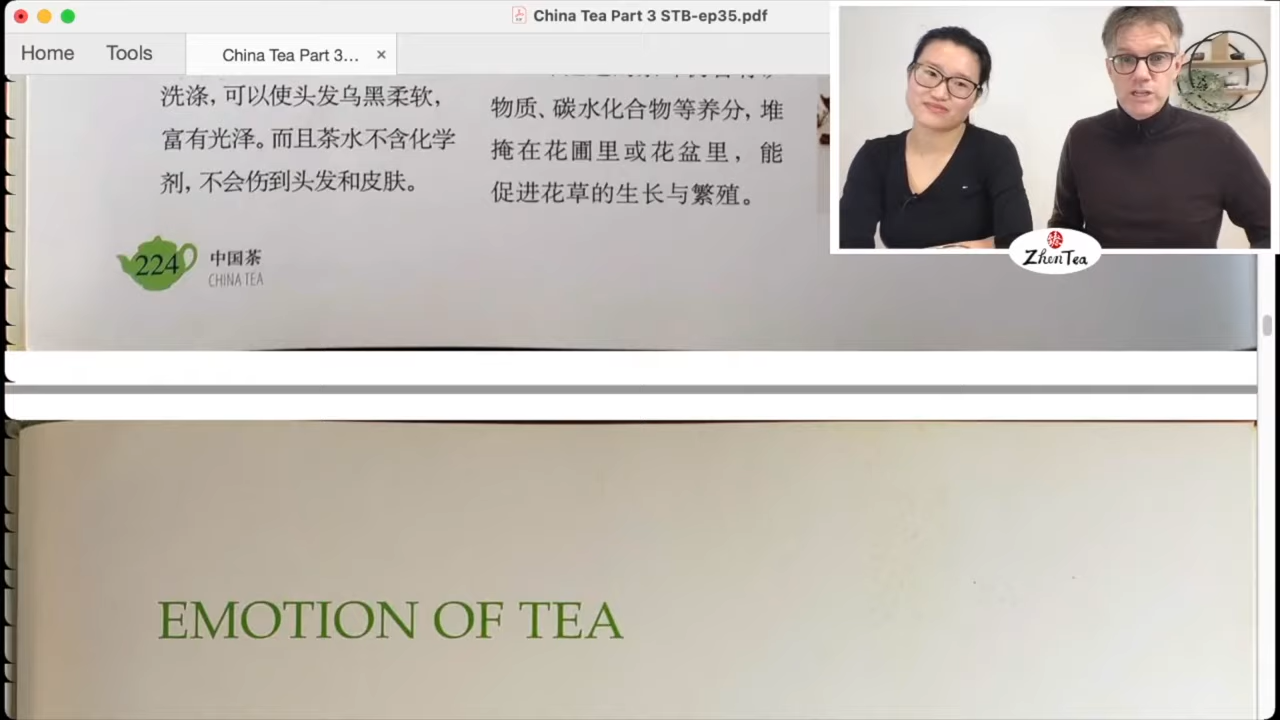 China Tea Part 3 STB-ep35.pdf
Home
Tools
China Tea Part 3…
洗涤，可以使头发乌黑柔软，
富有光泽。而且茶水不含化学
剂，不会伤到头发和皮肤。
物质、碳水化合物等养分，堆
掩在花圃里或花盆里，能
促进花草的生长与繁殖。
224
中国茶
CHINA TEA
Zhen Tea
EMOTION OF TEA